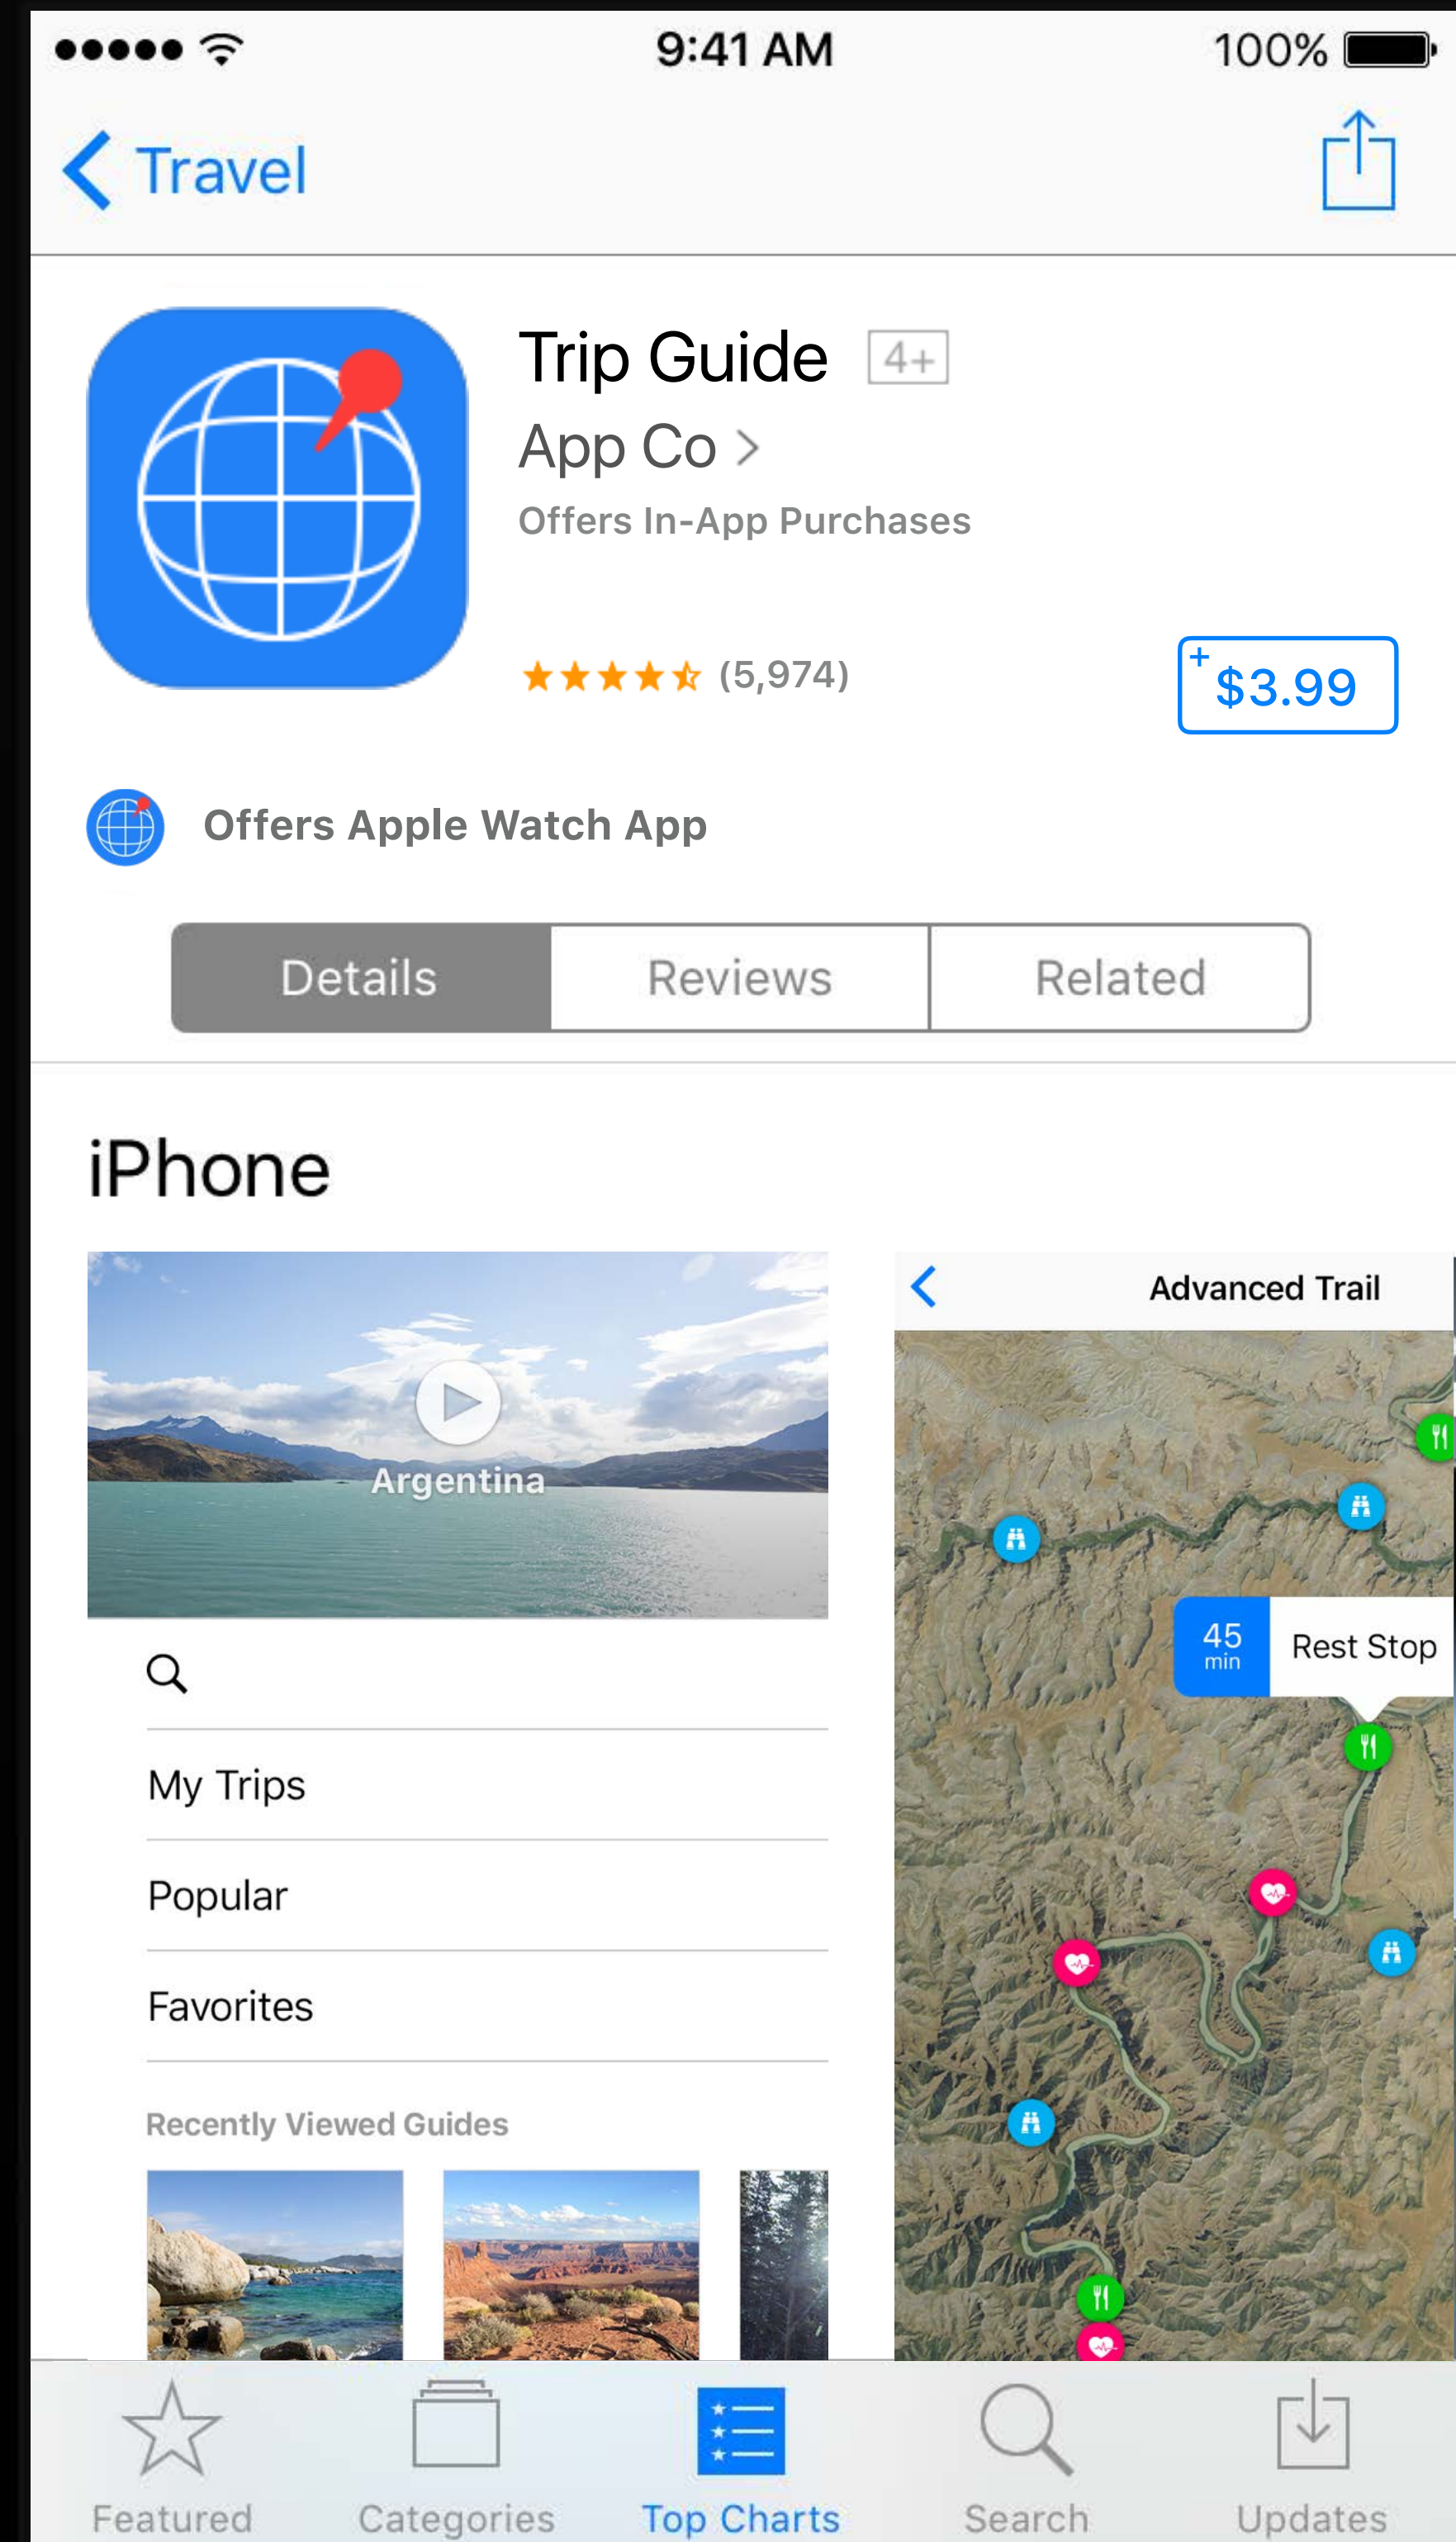 9:41 AM
100%
Travel
Trip Guide 4+
App Co
Offers In-App Purchases
(5,974)
+ $3.99
Offers Apple Watch App
Details
Reviews
Related
iPhone
Argentina
My Trips
Popular
Favorites
Recently Viewed Guides
Advanced Trail
45
min
Rest Stop
Featured
Categories
Top Charts
Search
Updates